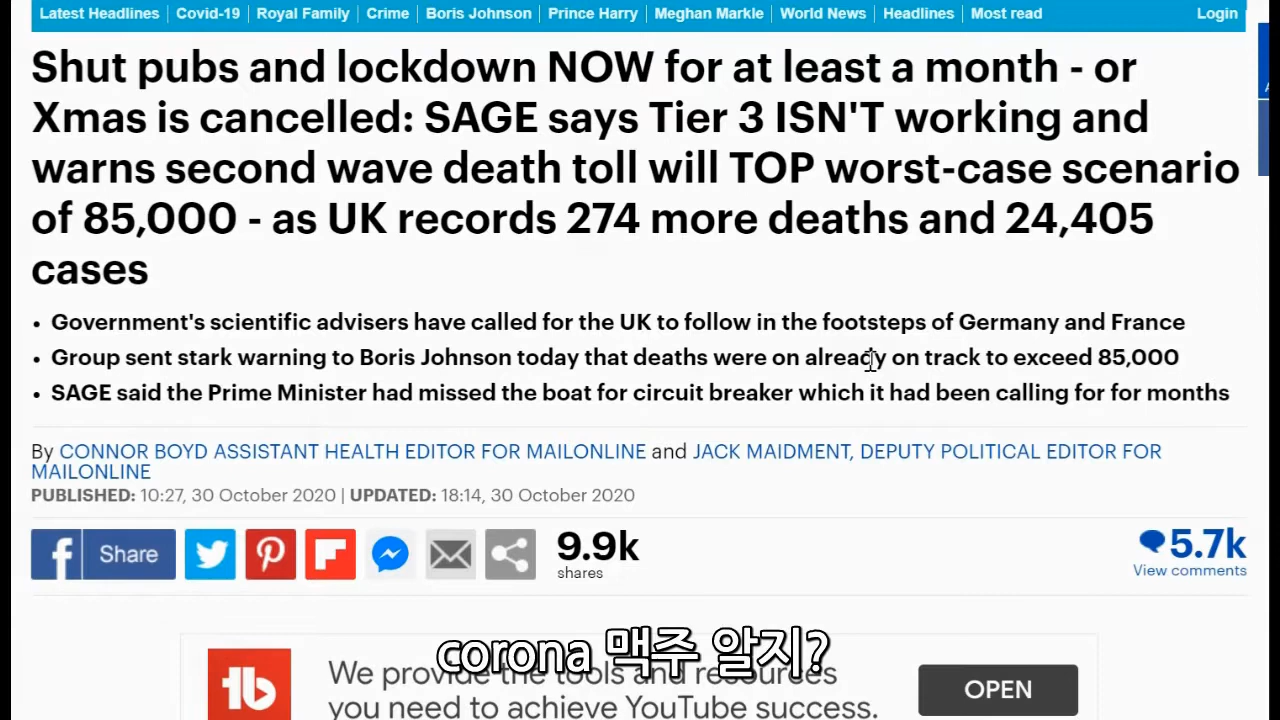 Latest Headlines | Covid-19 | Royal Family | Crime | Boris Johnson | Prince Harry | Meghan Markle | World News | Headlines | Most read Login
Shut pubs and lockdown NOW for at least a month - or
Xmas is cancelled: SAGE says Tier 3 ISN'T working and
warns second wave death toll will TOP worst-case scenario
of 85,000 - as UK records 274 more deaths and 24,405
cases
• Government's scientific advisers have called for the UK to follow in the footsteps of Germany and France
• Group sent stark warning to Boris Johnson today that deaths were on already on track to exceed 85,000
• SAGE said the Prime Minister had missed the boat for circuit breaker which it had been calling for for months
By CONNOR BOYD ASSISTANT HEALTH EDITOR FOR MAILONLINE and JACK MAIDMENT, DEPUTY POLITICAL EDITOR FOR
MAILONLINE
PUBLISHED: 10:27, 30 October 2020 | UPDATED: 18:14, 30 October 2020
Share
9.9k
shares
5.7k
View comments
corona 맥주 알지?
We provide the tools and resources
you need to achieve YouTube success.
OPEN